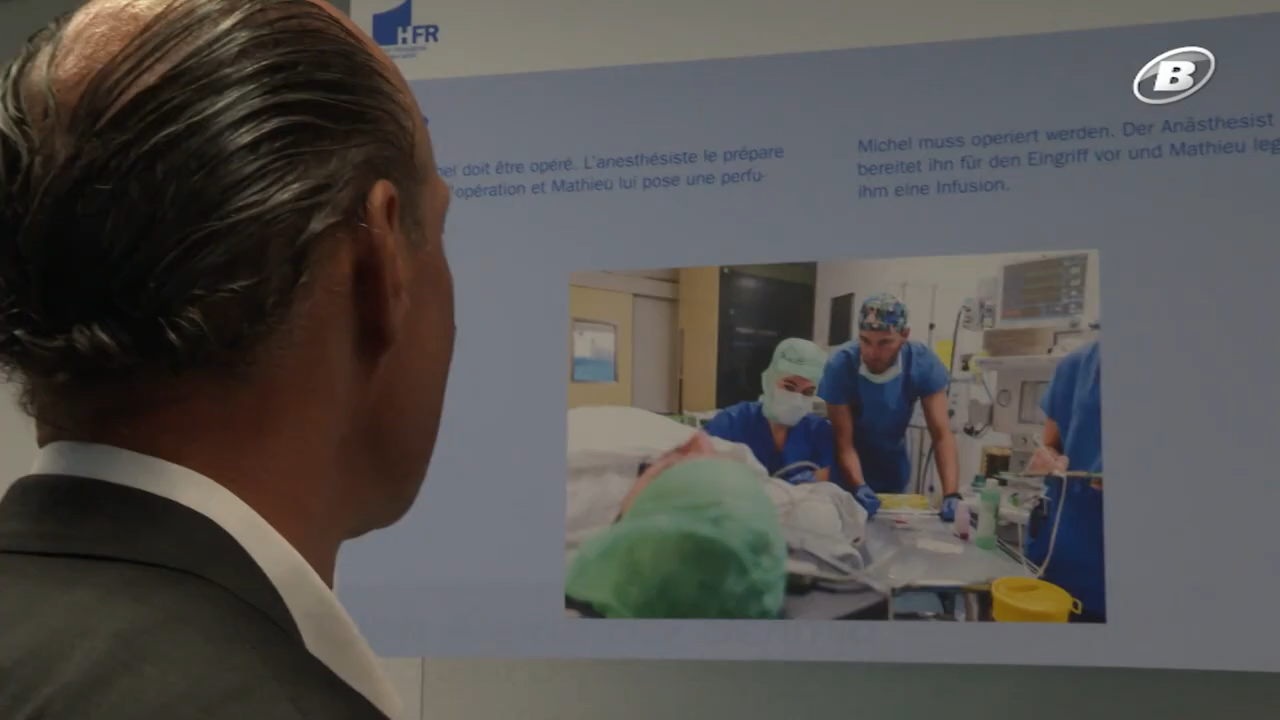 HFR
B
el doit être opéré. L'anesthésiste le prépare
l'opération et Mathieu lui pose une perfu-
Michel muss operiert werden. Der Anästhesist
bereitet ihn für den Eingriff vor und Mathieu leg
ihm eine Infusion.